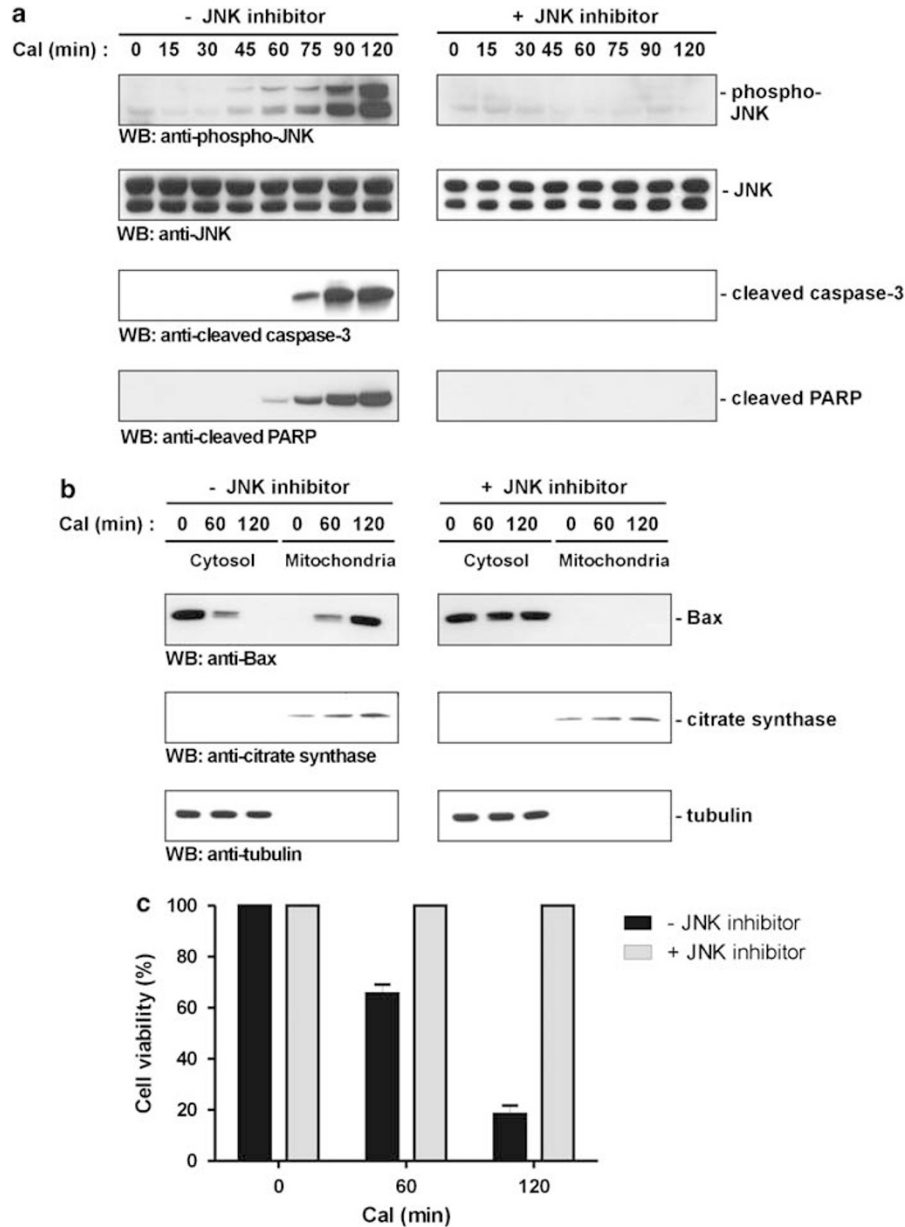 a
- JNK inhibitor + JNK inhibitor
Cal (min) : 0 15 30 45 60 75 90 120 0 15 30 45 60 75 90 120
- phospho-
JNK
WB: anti-phospho-JNK
- JNK
WB: anti-JNK
- cleaved caspase-3
WB: anti-cleaved caspase-3
- cleaved PARP
WB: anti-cleaved PARP
b
- JNK inhibitor + JNK inhibitor
Cal (min) : 0 60 120 0 60 120 0 60 120 0 60 120
Cytosol Mitochondria Cytosol Mitochondria
- Bax
WB: anti-Bax
- citrate synthase
WB: anti-citrate synthase
- tubulin
WB: anti-tubulin
c
Cell viability (%)
100
80
60
40
20
0
0 60 120
Cal (min)
- JNK inhibitor
+ JNK inhibitor